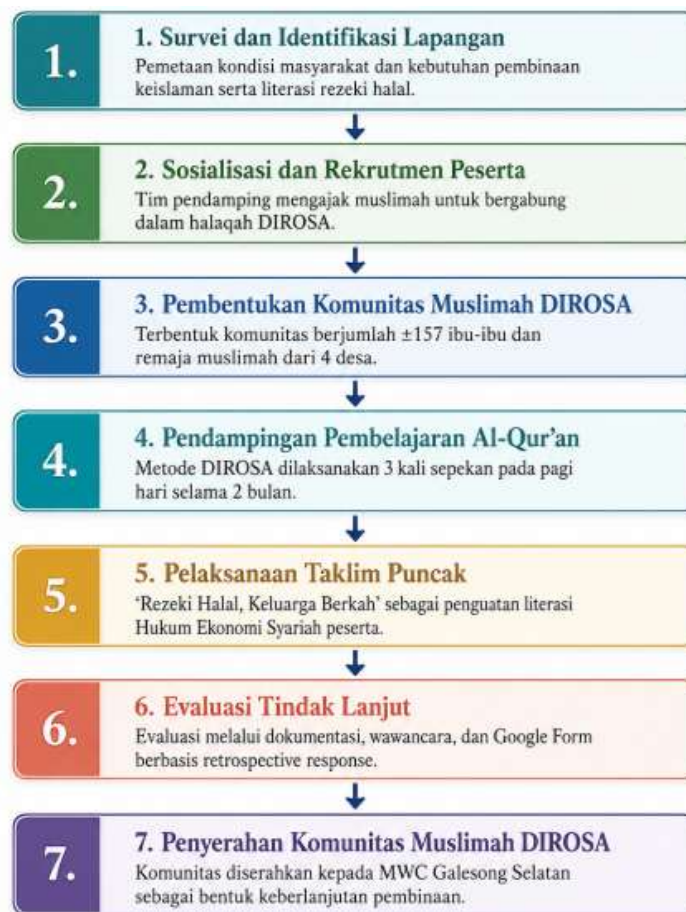 1.
1. Survei dan Identifikasi Lapangan
Pemetaan kondisi masyarakat dan kebutuhan pembinaan
keislaman serta literasi rezeki halal.
2.
2. Sosialisasi dan Rekrutmen Peserta
Tim pendamping mengajak muslimah untuk bergabung
dalam halaqah DIROSA.
3.
3. Pembentukan Komunitas Muslimah DIROSA
Terbentuk komunitas berjumlah ±157 ibu-ibu dan
remaja muslimah dari 4 desa.
4.
4. Pendampingan Pembelajaran Al-Qur'an
Metode DIROSA dilaksanakan 3 kali sepekan pada pagi
hari selama 2 bulan.
5.
5. Pelaksanaan Taklim Puncak
'Rezeki Halal, Keluarga Berkah' sebagai penguatan literasi
Hukum Ekonomi Syariah peserta.
6.
6. Evaluasi Tindak Lanjut
Evaluasi melalui dokumentasi, wawancara, dan Google Form
berbasis retrospective response.
7.
7. Penyerahan Komunitas Muslimah DIROSA
Komunitas diserahkan kepada MWC Galesong Selatan
sebagai bentuk keberlanjutan pembinaan.